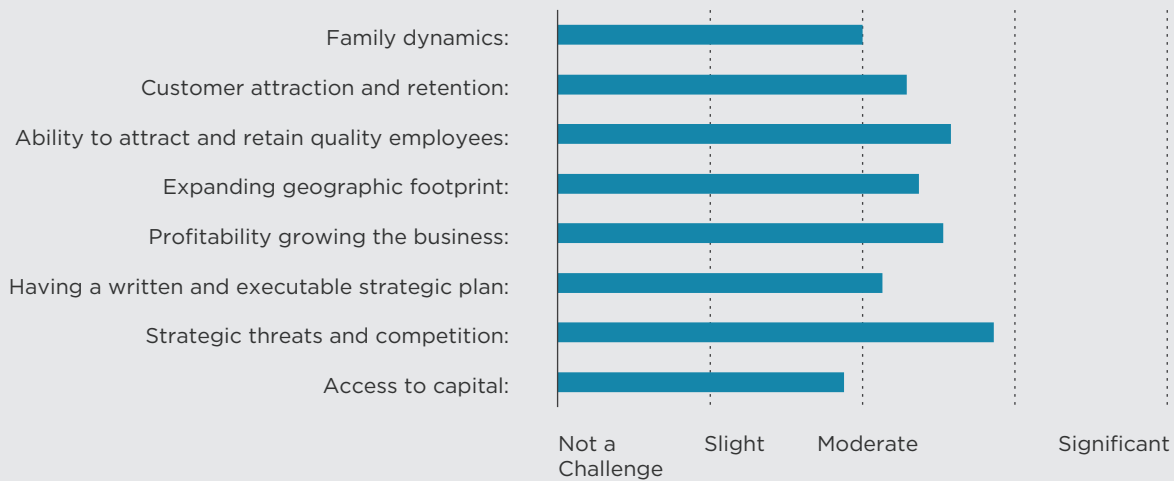 Family dynamics:
Customer attraction and retention:
Ability to attract and retain quality employees:
Expanding geographic footprint:
Profitability growing the business:
Having a written and executable strategic plan:
Strategic threats and competition:
Access to capital:
Not a Challenge
Slight
Moderate
Significant